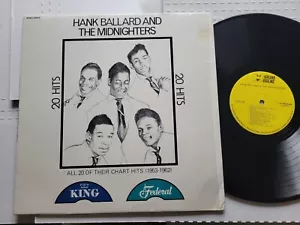 HANK BALLARD AND
THE MIDNIGHTERS
20 HITS
20 HITS
ALL 20 OF THEIR CHART HITS (1953-1962)
KING
Federal